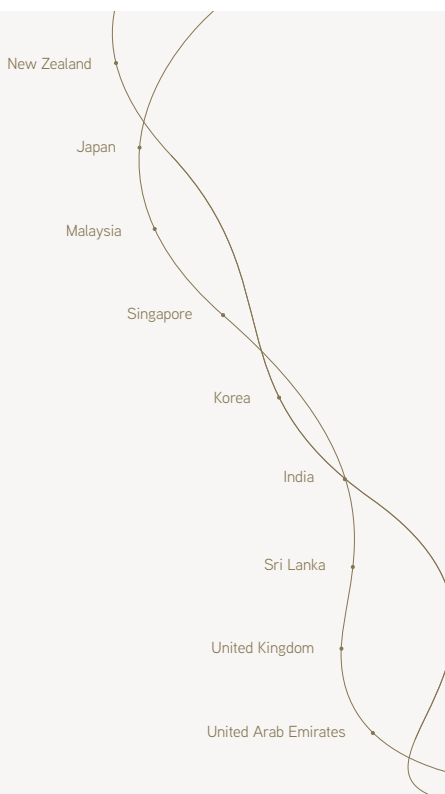 New Zealand
Japan
Malaysia
Singapore
Korea
India
Sri Lanka
United Kingdom
United Arab Emirates